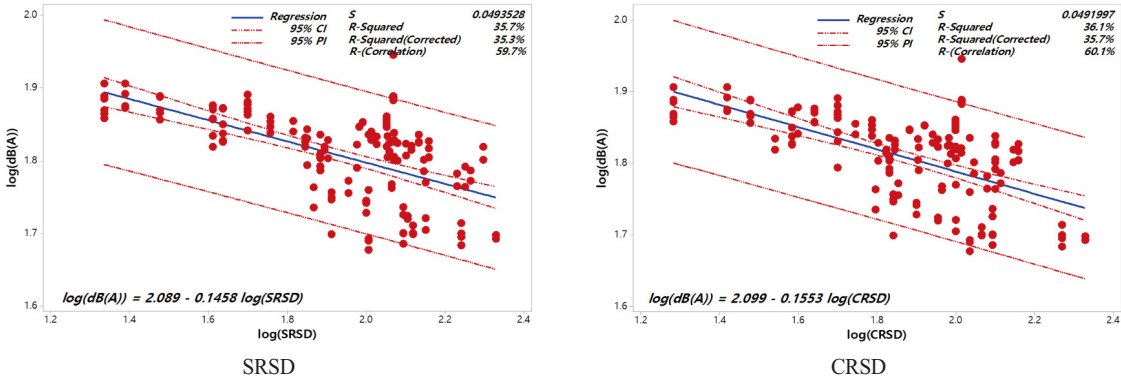 Regression
95% CI
95% PI
S 0.0493528
R-Squared 35.7%
R-Squared(Corrected) 35.3%
R-(Correlation) 59.7%
log(dB(A))
2.0
1.9
1.8
1.7
1.6
log(dB(A)) = 2.089 - 0.1458 log(SRSD)
1.2 1.4 1.6 1.8 2.0 2.2 2.4
log(SRSD)
SRSD
Regression
95% CI
95% PI
S 0.0491997
R-Squared 36.1%
R-Squared(Corrected) 35.7%
R-(Correlation) 60.1%
log(dB(A))
2.0
1.9
1.8
1.7
1.6
log(dB(A)) = 2.099 - 0.1553 log(CRSD)
1.2 1.4 1.6 1.8 2.0 2.2 2.4
log(CRSD)
CRSD